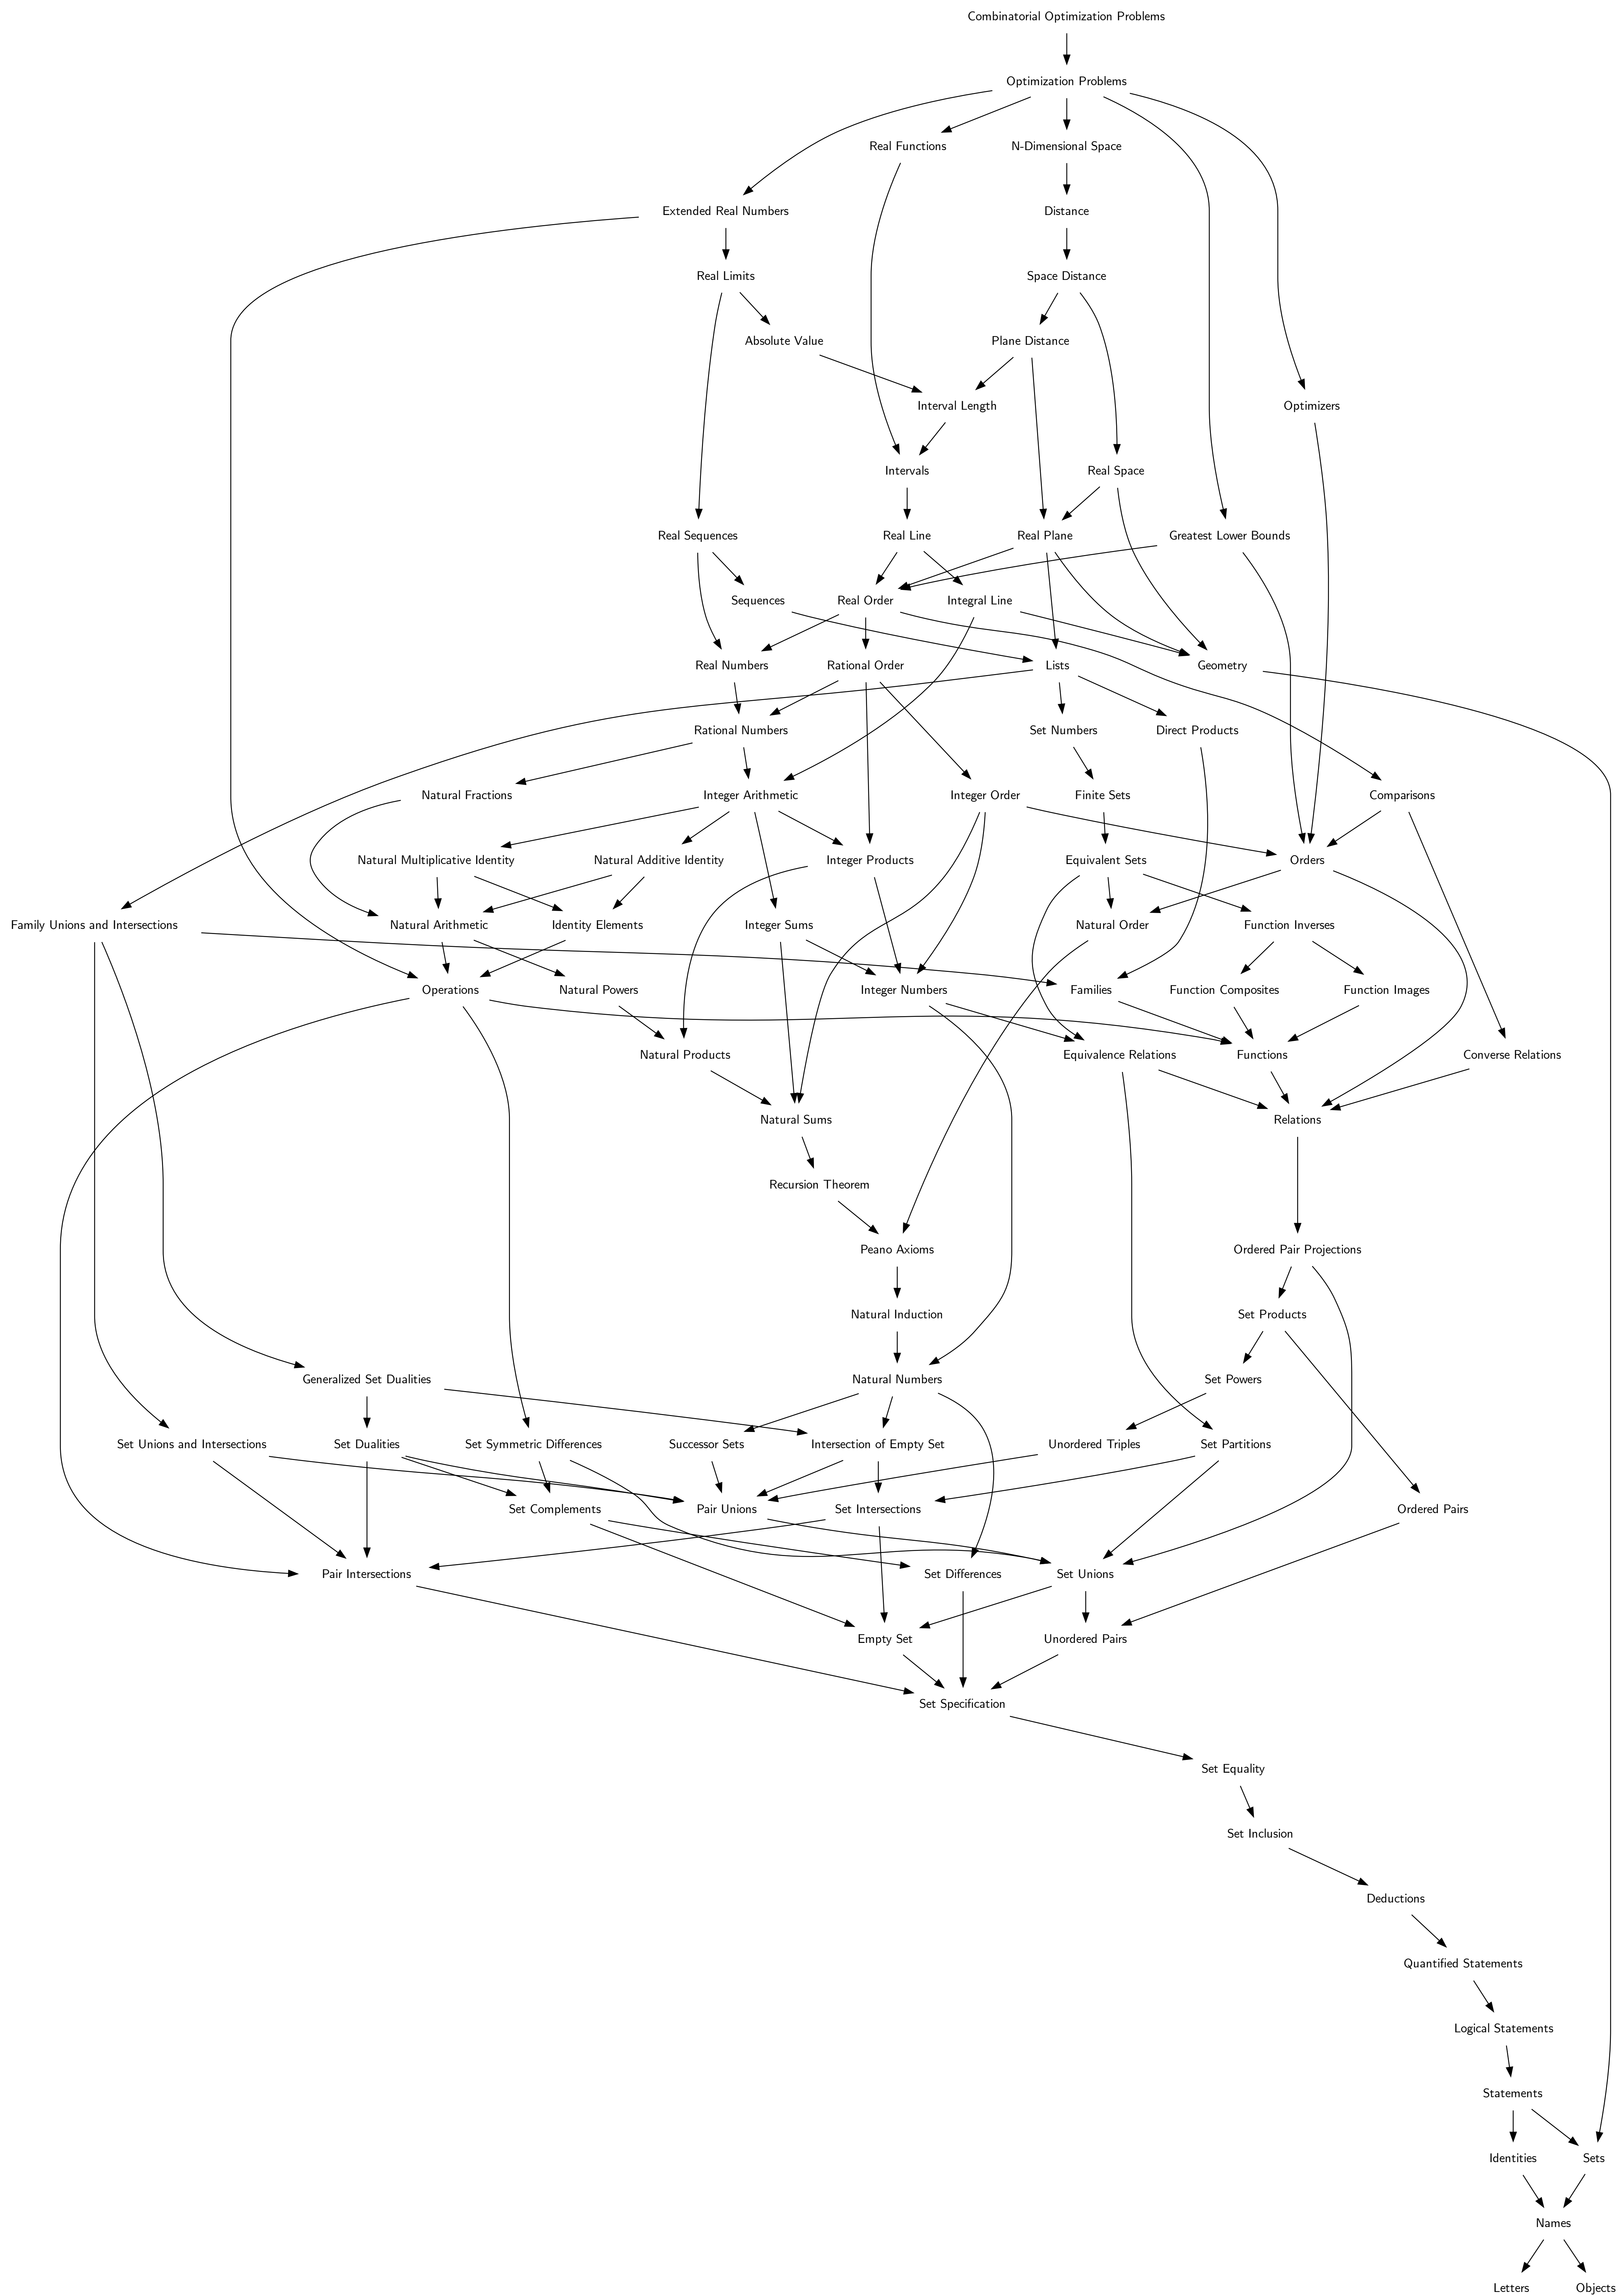 Combinatorial Optimization Problems
Optimization Problems
Real Functions
N-Dimensional Space
Extended Real Numbers
Distance
Real Limits
Space Distance
Absolute Value
Plane Distance
Interval Length
Optimizers
Intervals
Real Space
Real Sequences
Real Line
Real Plane
Greatest Lower Bounds
Sequences
Real Order
Integral Line
Real Numbers
Rational Order
Lists
Geometry
Rational Numbers
Set Numbers
Direct Products
Natural Fractions
Integer Arithmetic
Integer Order
Finite Sets
Comparisons
Natural Multiplicative Identity
Natural Additive Identity
Integer Products
Equivalent Sets
Orders
Family Unions and Intersections
Natural Arithmetic
Identity Elements
Integer Sums
Natural Order
Function Inverses
Operations
Natural Powers
Integer Numbers
Families
Function Composites
Function Images
Natural Products
Equivalence Relations
Functions
Converse Relations
Natural Sums
Relations
Recursion Theorem
Peano Axioms
Ordered Pair Projections
Natural Induction
Set Products
Generalized Set Dualities
Natural Numbers
Set Powers
Set Unions and Intersections
Set Dualities
Set Symmetric Differences
Successor Sets
Intersection of Empty Set
Unordered Triples
Set Partitions
Set Complements
Pair Unions
Set Intersections
Ordered Pairs
Pair Intersections
Set Differences
Set Unions
Empty Set
Unordered Pairs
Set Specification
Set Equality
Set Inclusion
Deductions
Quantified Statements
Logical Statements
Statements
Identities
Sets
Names
Letters
Objects